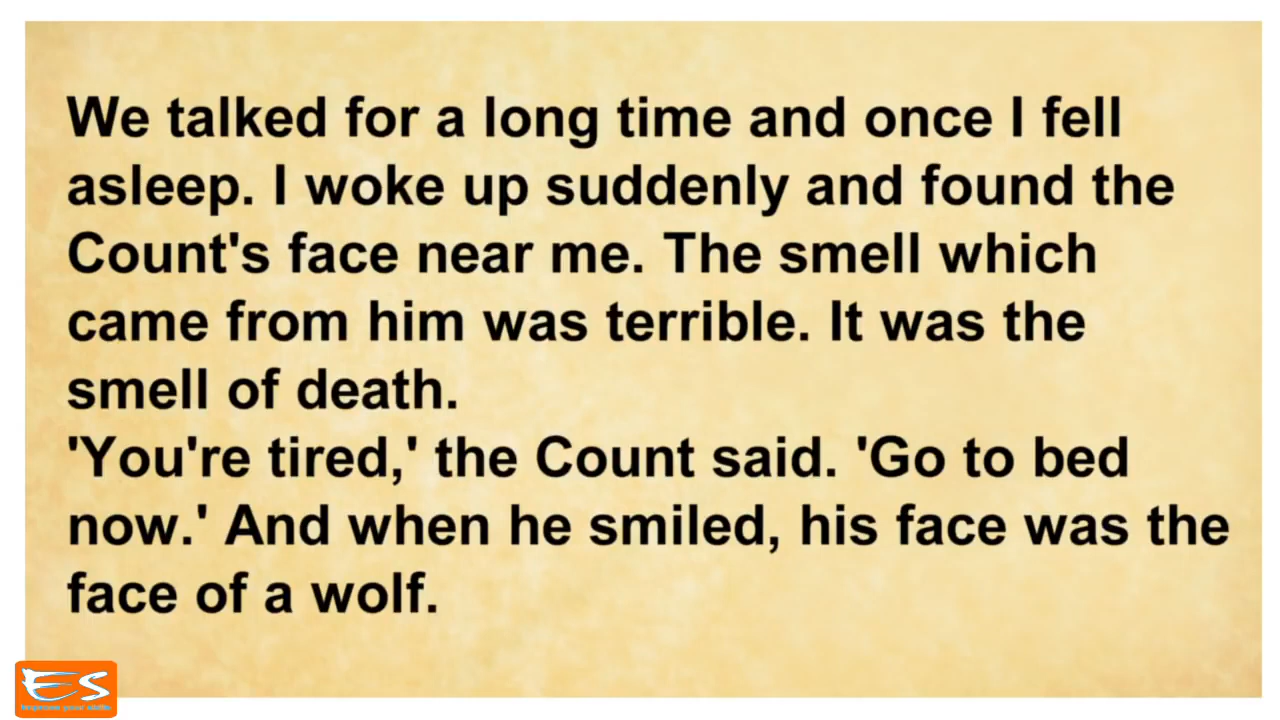 We talked for a long time and once I fell
asleep. I woke up suddenly and found the
Count's face near me. The smell which
came from him was terrible. It was the
smell of death.
'You're tired,' the Count said. 'Go to bed
now.' And when he smiled, his face was the
face of a wolf.
ES